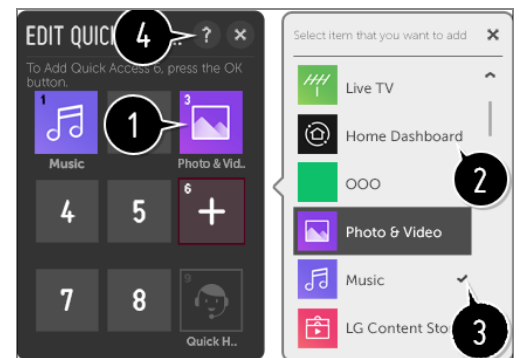 EDIT QUIC
4
..
?
×
To Add Quick Access 6, press the OK
button.
1
Music
1
3
Photo & Vid..
4
5
6
+
7
8
9
Quick H..
Select item that you want to add
×
Live TV
Home Dashboard
2
OOO
Photo & Video
Music
LG Content Sto
3